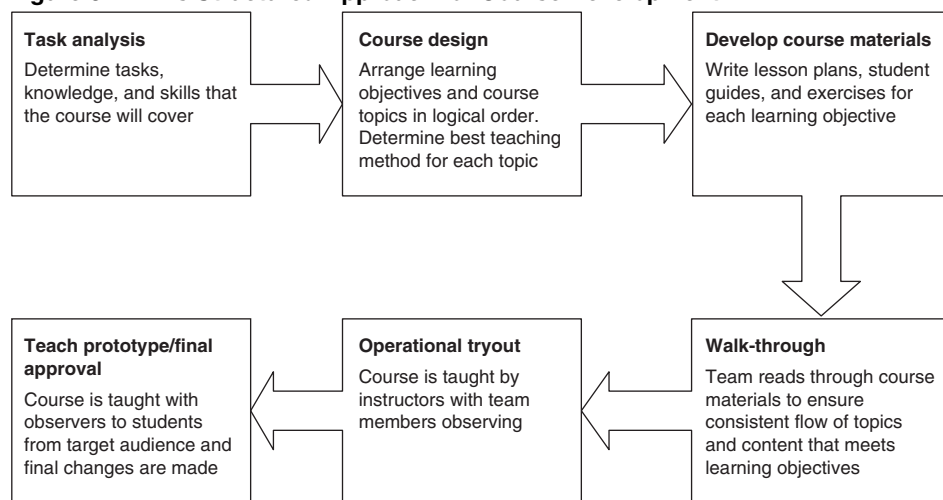 Task analysis
Determine tasks,
knowledge, and skills that
the course will cover
Course design
Arrange learning
objectives and course
topics in logical order.
Determine best teaching
method for each topic
Develop course materials
Write lesson plans, student
guides, and exercises for
each learning objective
Walk-through
Team reads through course
materials to ensure
consistent flow of topics
and content that meets
learning objectives
Operational tryout
Course is taught by
instructors with team
members observing
Teach prototype/final
approval
Course is taught with
observers to students
from target audience and
final changes are made